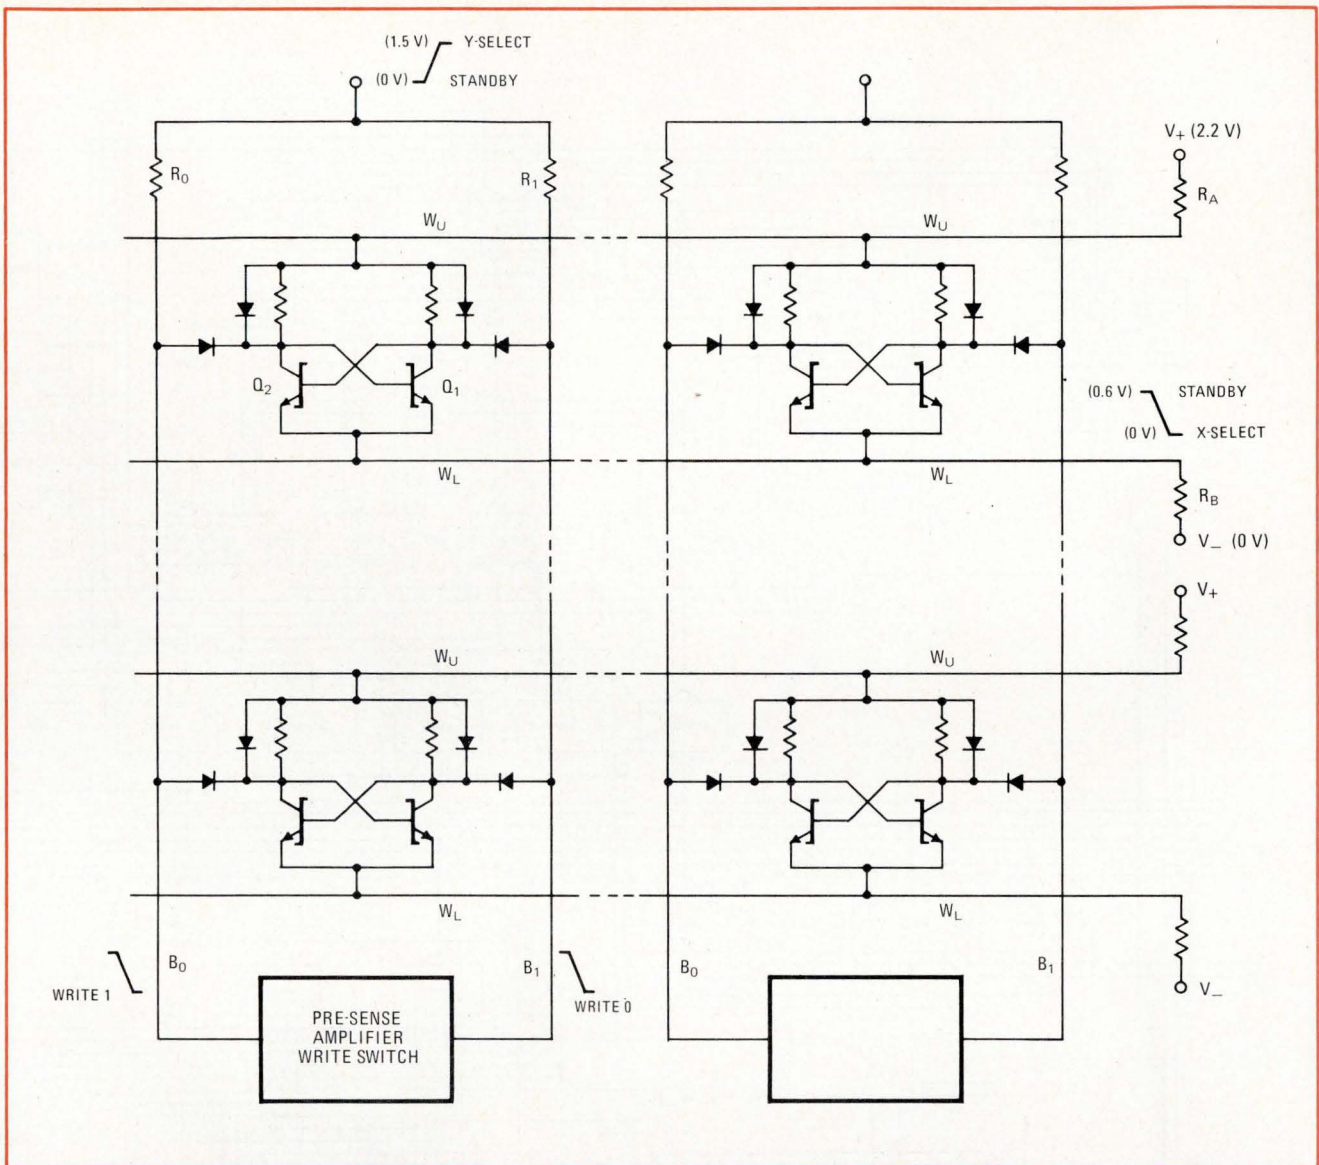 (1.5 V) Y-SELECT
(0 V) STANDBY
V+ (2.2 V)
R0
R1
RA
WU
WU
Q2
Q1
(0.6 V) STANDBY
(0 V) X-SELECT
WL
WL
RB
V− (0 V)
V+
WU
WU
WL
WL
B0
B1
B0
B1
WRITE 1
WRITE 0
V−
PRE-SENSE
AMPLIFIER
WRITE SWITCH